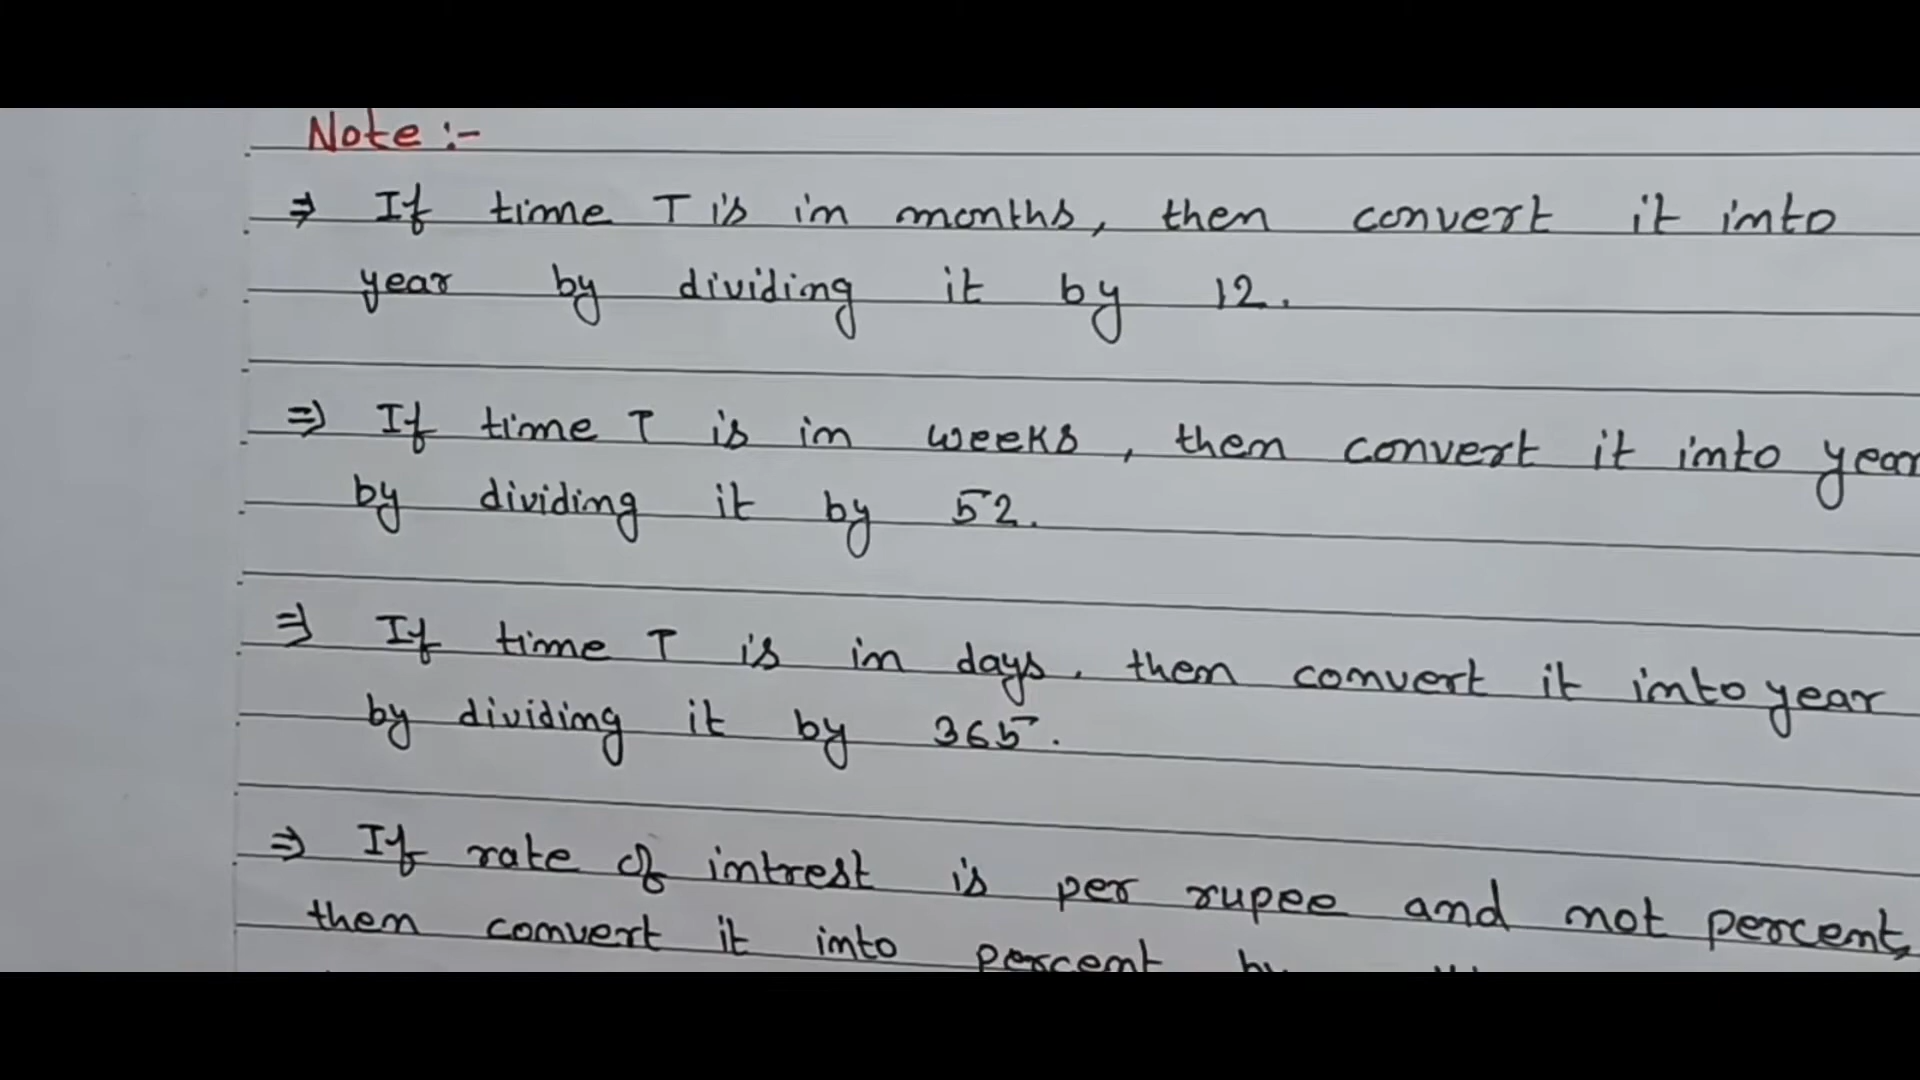 Note :-
⇒ If time T is in months, then convert it into
year by dividing it by 12.
⇒ If time T is in weeks, then convert it into year
by dividing it by 52.
⇒ If time T is in days, then convert it into year
by dividing it by 365.
⇒ If rate of intrest is per rupee and not percent,
then convert it into percent by